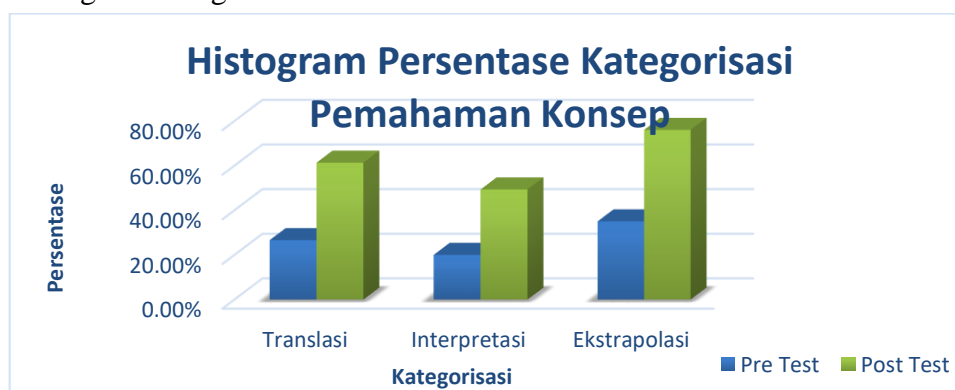 Histogram Persentase Kategorisasi
Pemahaman Konsep
80.00%
60.00%
40.00%
20.00%
0.00%
Persentase
Translasi Interpretasi Ekstrapolasi
Kategorisasi
Pre Test Post Test